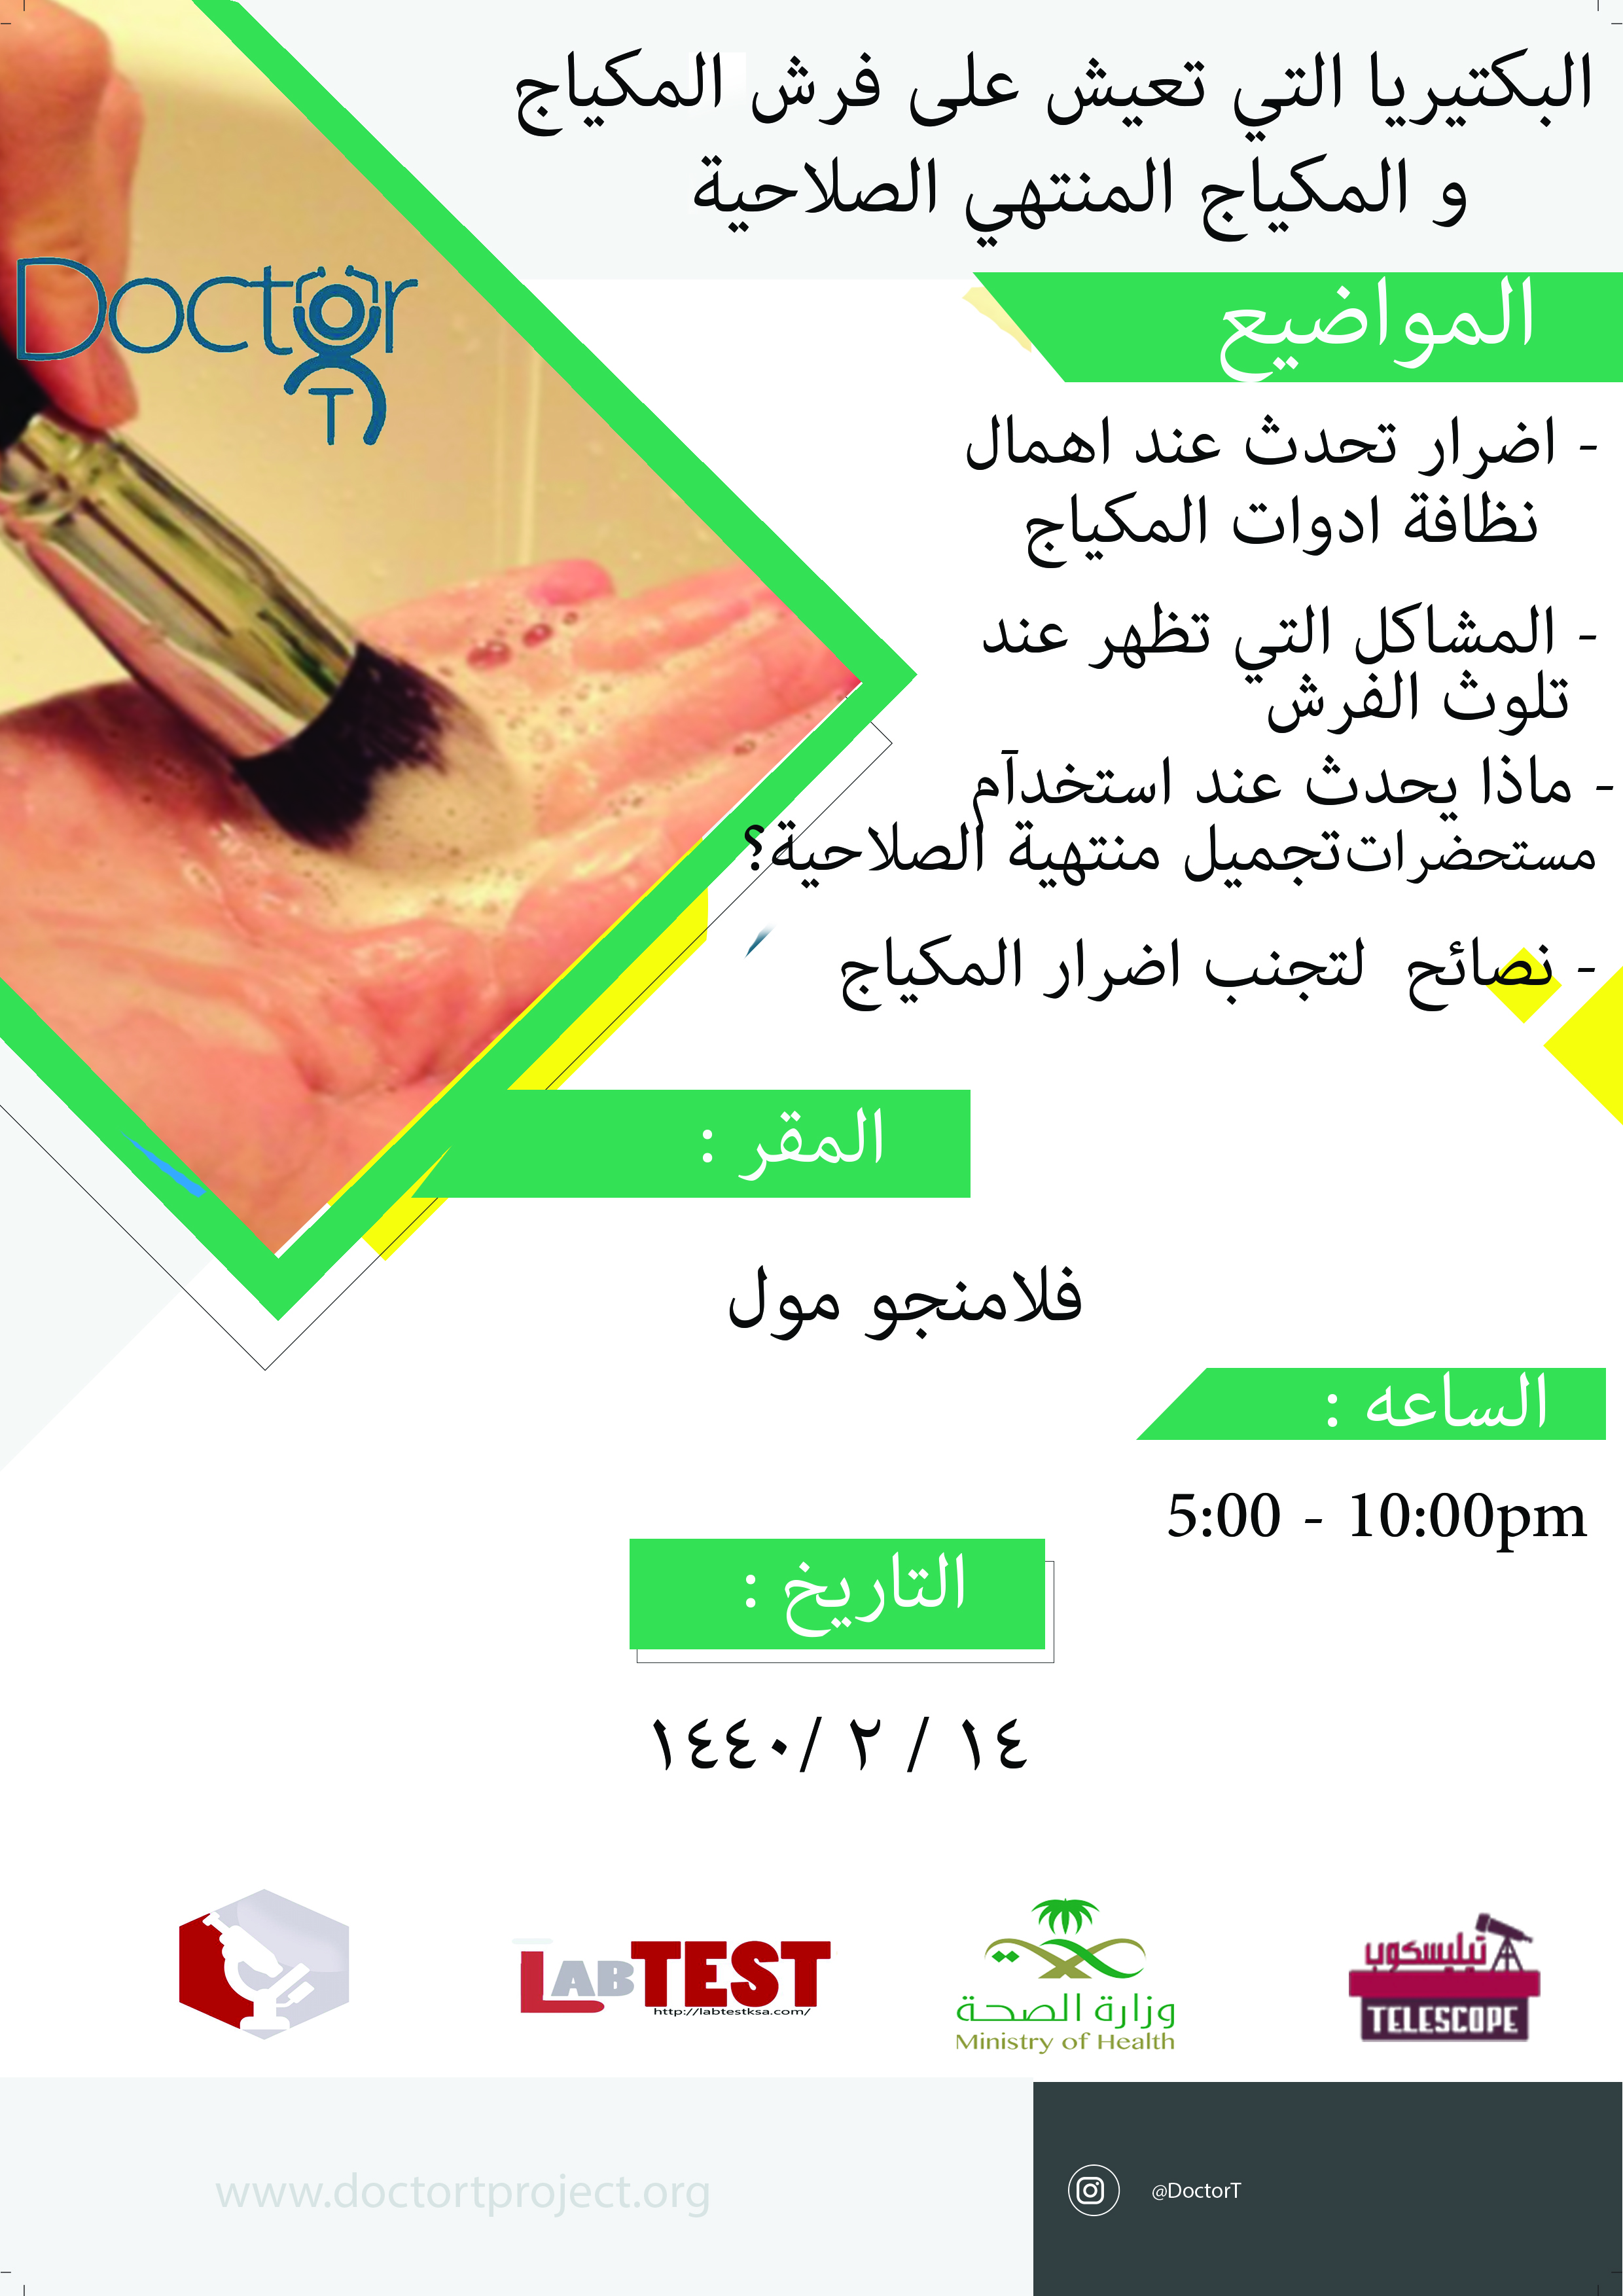 البكتيريا التي تعيش على فرش المكياج
و المكياج المنتهي الصلاحية
Doctor
T
المواضيع
- اضرار تحدث عند اهمال
نظافة ادوات المكياج
- المشاكل التي تظهر عند
تلوث الفرش
- ماذا يحدث عند استخدآم
مستحضرات تجميل منتهية الصلاحية؟
- نصائح لتجنب اضرار المكياج
المقر :
فلامنجو مول
الساعه :
5:00 - 10:00pm
التاريخ :
١٤ / ٢ /١٤٤٠
تيليسكوب
TELESCOPE
وزارة الصحة
Ministry of Health
LABTEST
http://labtestksa.com/
www.doctortproject.org
@DoctorT